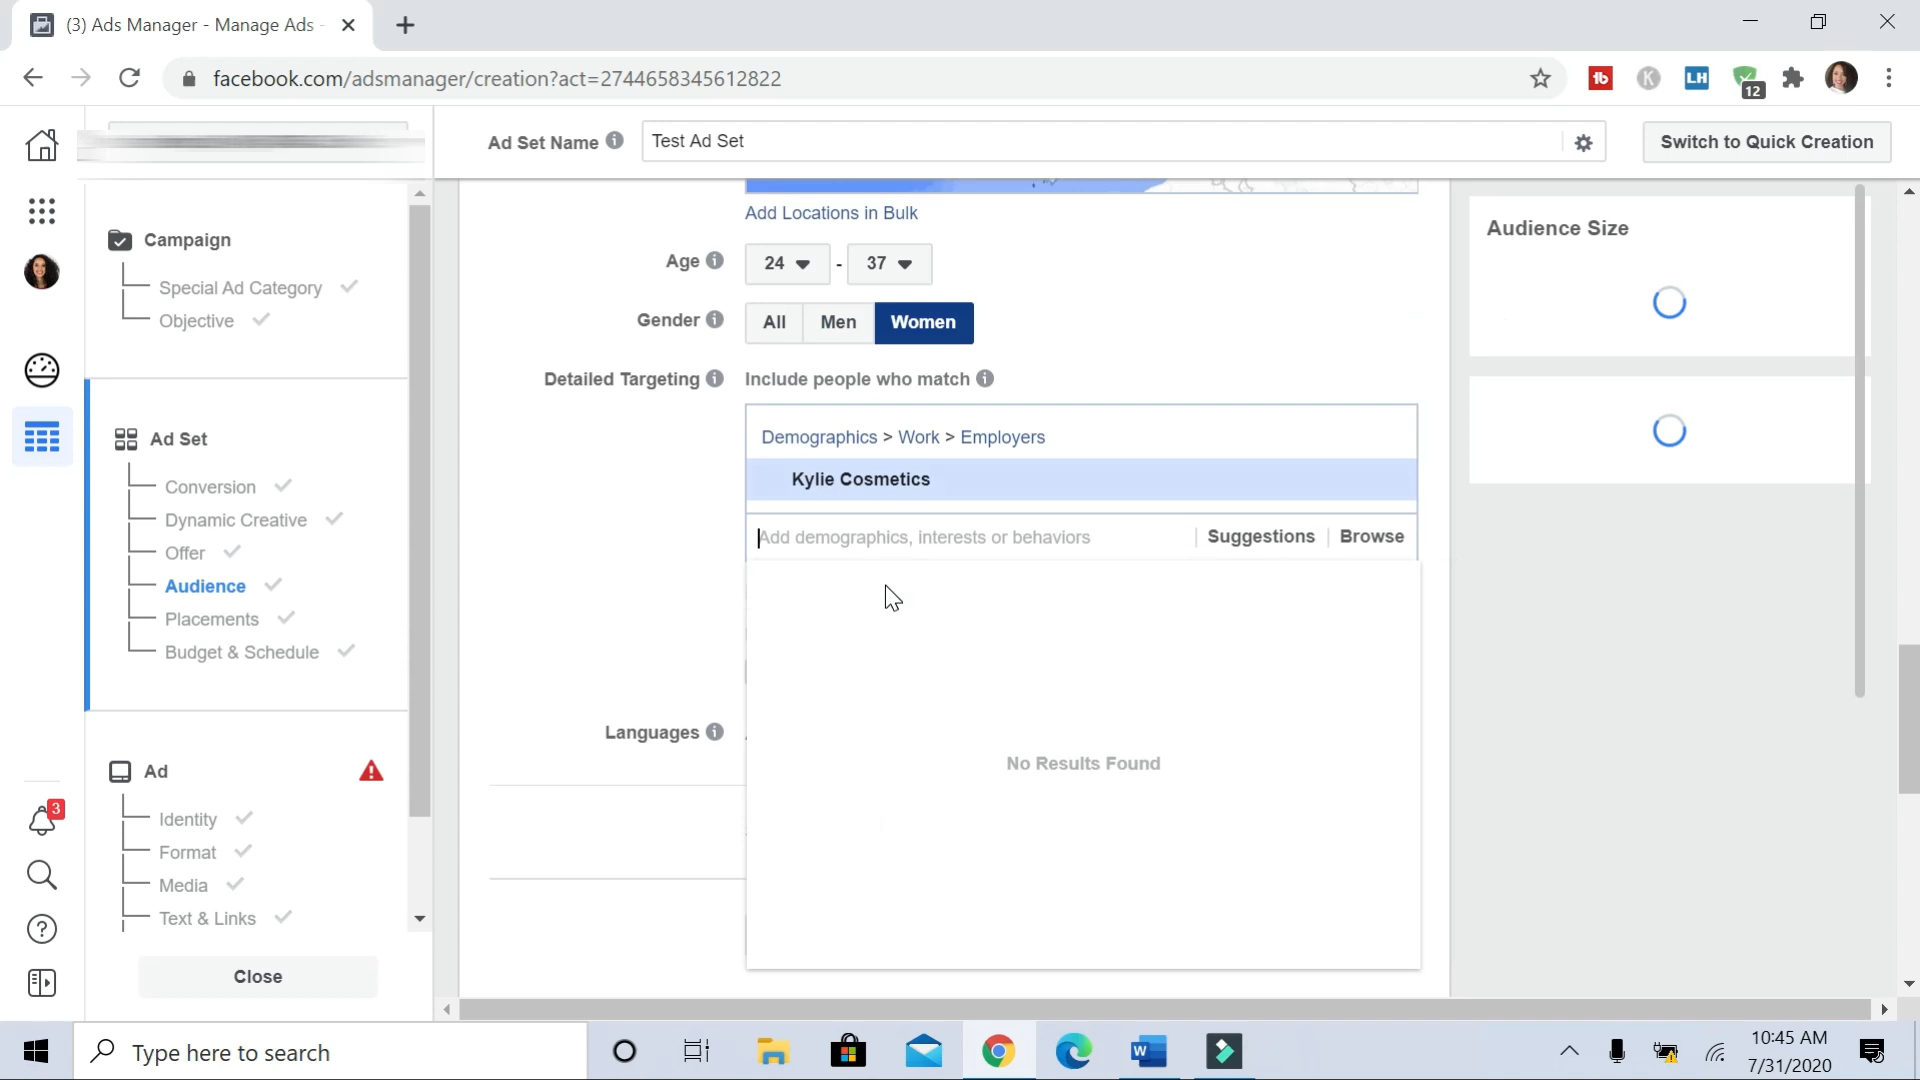 (3) Ads Manager - Manage Ads -
facebook.com/adsmanager/creation?act=2744658345612822
12
Ad Set Name
Test Ad Set
Switch to Quick Creation
Campaign
Special Ad Category
Objective
Ad Set
Conversion
Dynamic Creative
Offer
Audience
Placements
Budget & Schedule
Ad
Identity
Format
Media
Text & Links
Close
3
Add Locations in Bulk
Age
24 - 37
Gender
All Men Women
Detailed Targeting
Include people who match
Demographics > Work > Employers
Kylie Cosmetics
Add demographics, interests or behaviors
Suggestions
Browse
No Results Found
Languages
Audience Size
Type here to search
10:45 AM
7/31/2020
tb
K
LH
W